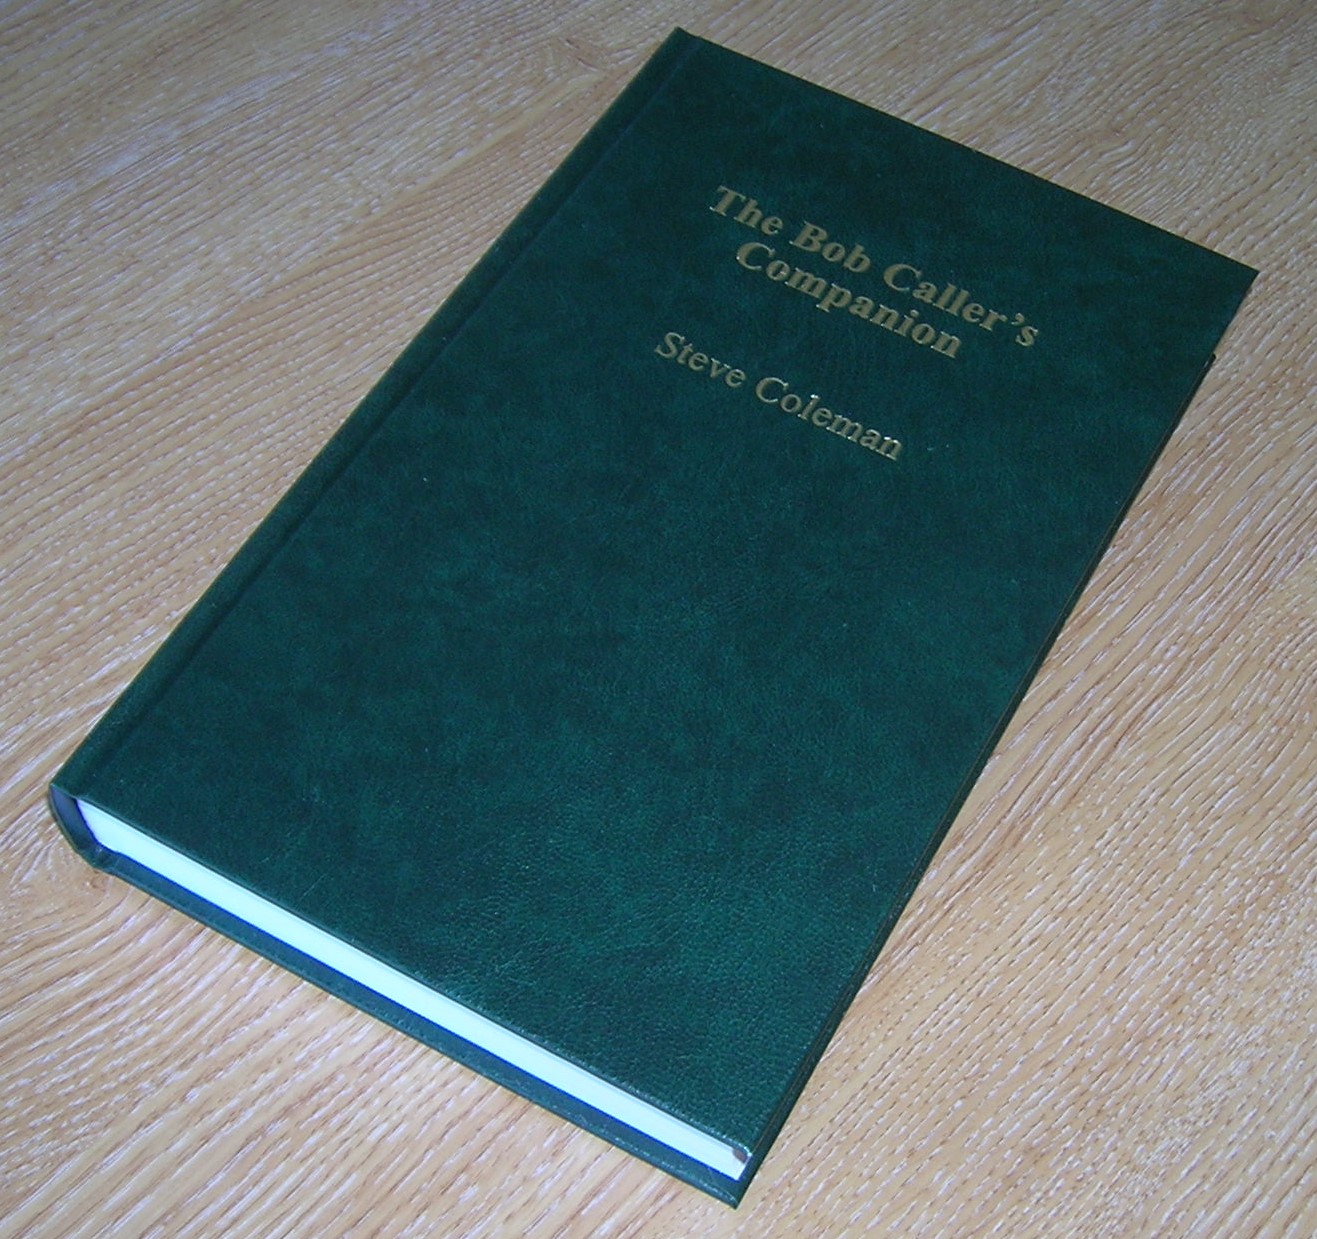 The Bob Caller's
Companion
Steve Coleman